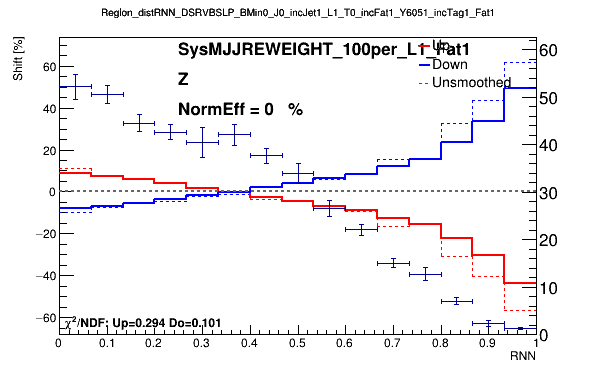 Region_distRNN_DSRVBSLP_BMin0_J0_incJet1_L1_T0_incFat1_Y6051_incTag1_Fat1
Shift [%]
SysMJJREWEIGHT_100per_L1_Fat1
Z
NormEff = 0 %
Up
Down
Unsmoothed
60
40
20
0
−20
−40
−60
60
50
40
30
20
10
0
χ²/NDF: Up=0.294 Do=0.101
0 0.1 0.2 0.3 0.4 0.5 0.6 0.7 0.8 0.9
RNN